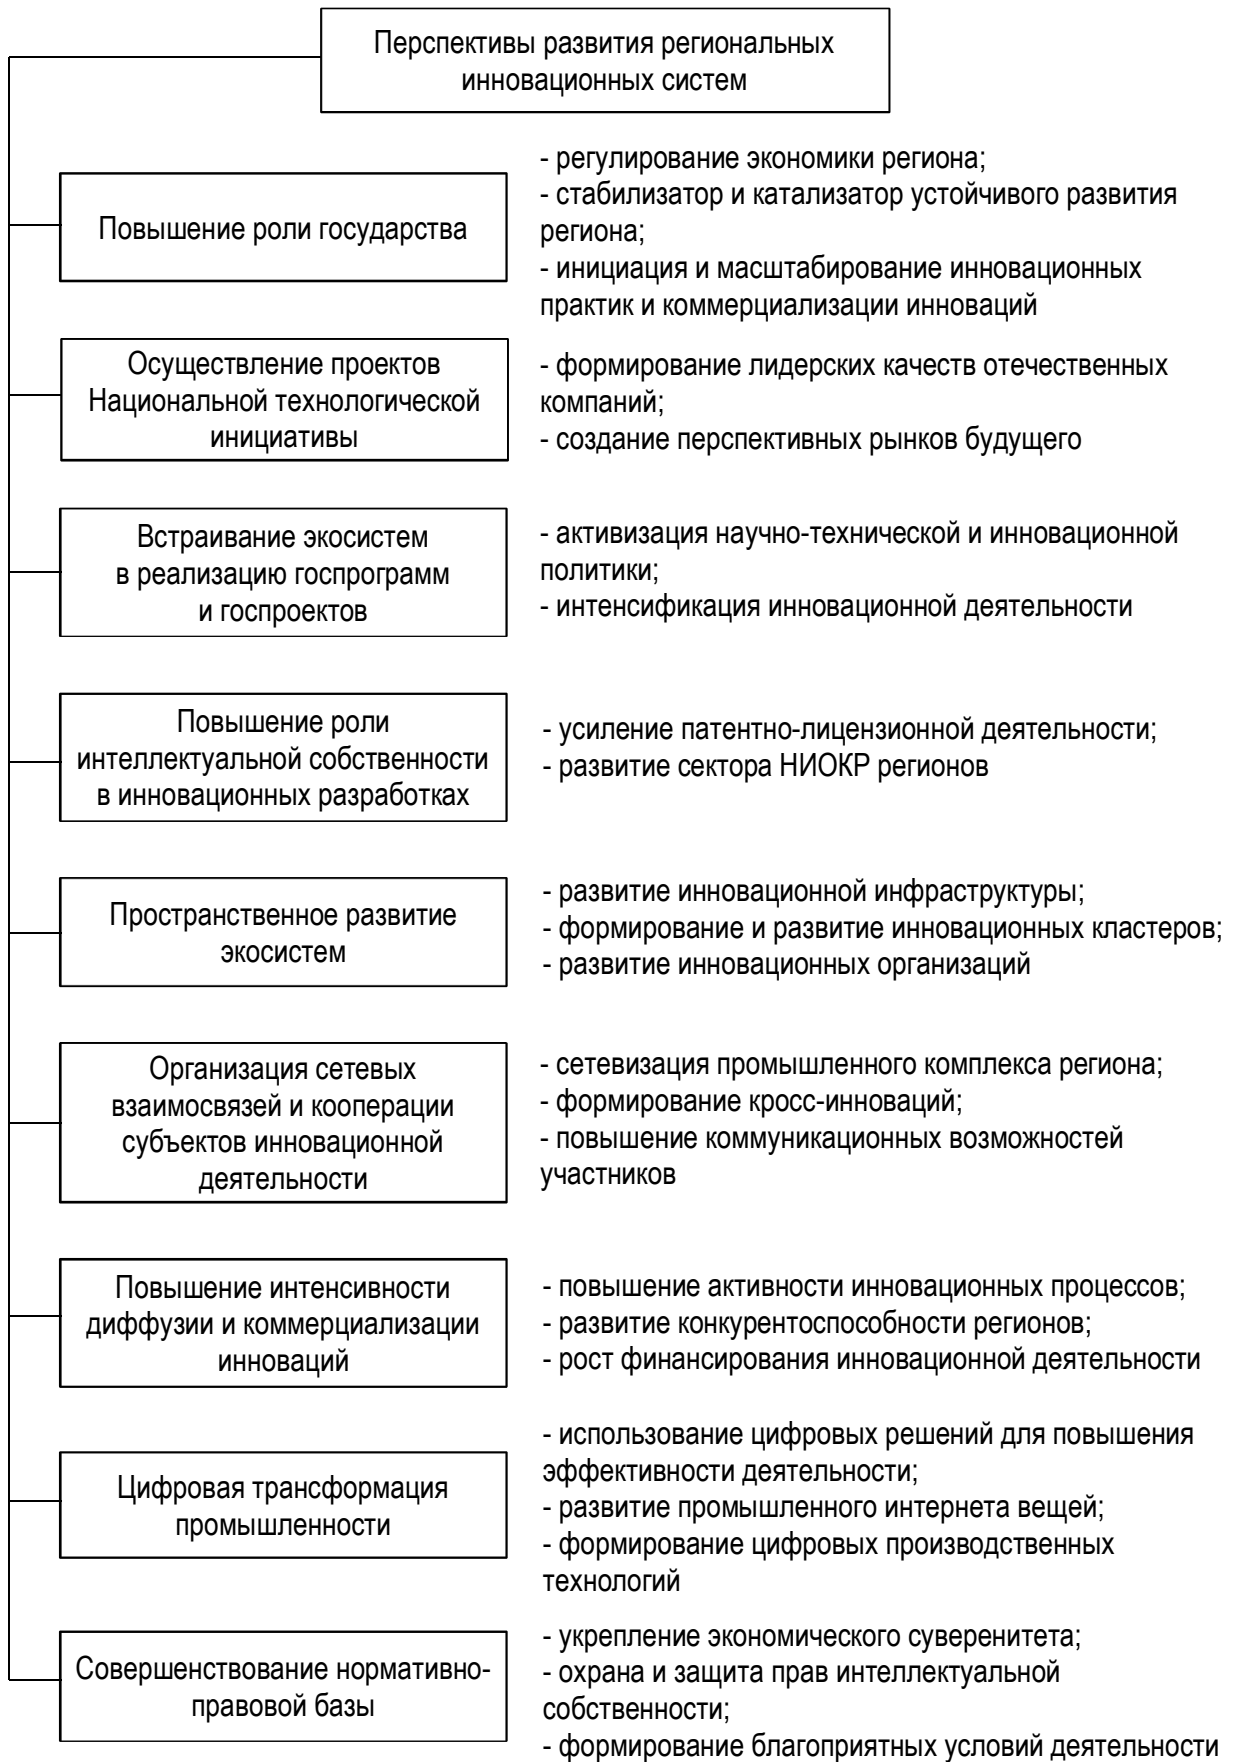 Перспективы развития региональных
инновационных систем
Повышение роли государства
- регулирование экономики региона;
- стабилизатор и катализатор устойчивого развития
региона;
- инициация и масштабирование инновационных
практик и коммерциализации инноваций
Осуществление проектов
Национальной технологической
инициативы
- формирование лидерских качеств отечественных
компаний;
- создание перспективных рынков будущего
Встраивание экосистем
в реализацию госпрограмм
и госпроектов
- активизация научно-технической и инновационной
политики;
- интенсификация инновационной деятельности
Повышение роли
интеллектуальной собственности
в инновационных разработках
- усиление патентно-лицензионной деятельности;
- развитие сектора НИОКР регионов
Пространственное развитие
экосистем
- развитие инновационной инфраструктуры;
- формирование и развитие инновационных кластеров;
- развитие инновационных организаций
Организация сетевых
взаимосвязей и кооперации
субъектов инновационной
деятельности
- сетевизация промышленного комплекса региона;
- формирование кросс-инноваций;
- повышение коммуникационных возможностей
участников
Повышение интенсивности
диффузии и коммерциализации
инноваций
- повышение активности инновационных процессов;
- развитие конкурентоспособности регионов;
- рост финансирования инновационной деятельности
Цифровая трансформация
промышленности
- использование цифровых решений для повышения
эффективности деятельности;
- развитие промышленного интернета вещей;
- формирование цифровых производственных
технологий
Совершенствование нормативно-
правовой базы
- укрепление экономического суверенитета;
- охрана и защита прав интеллектуальной
собственности;
- формирование благоприятных условий деятельности